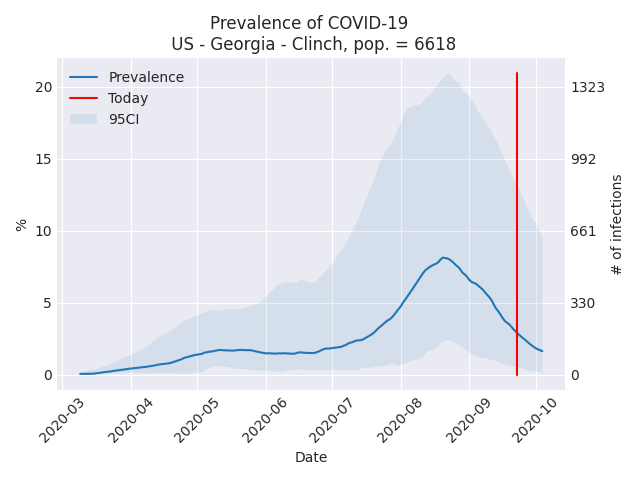 Prevalence of COVID-19
US - Georgia - Clinch, pop. = 6618
Prevalence
Today
95CI
%
20
15
10
5
0
1323
992
661
330
0
# of infections
2020-03
2020-04
2020-05
2020-06
2020-07
2020-08
2020-09
2020-10
Date